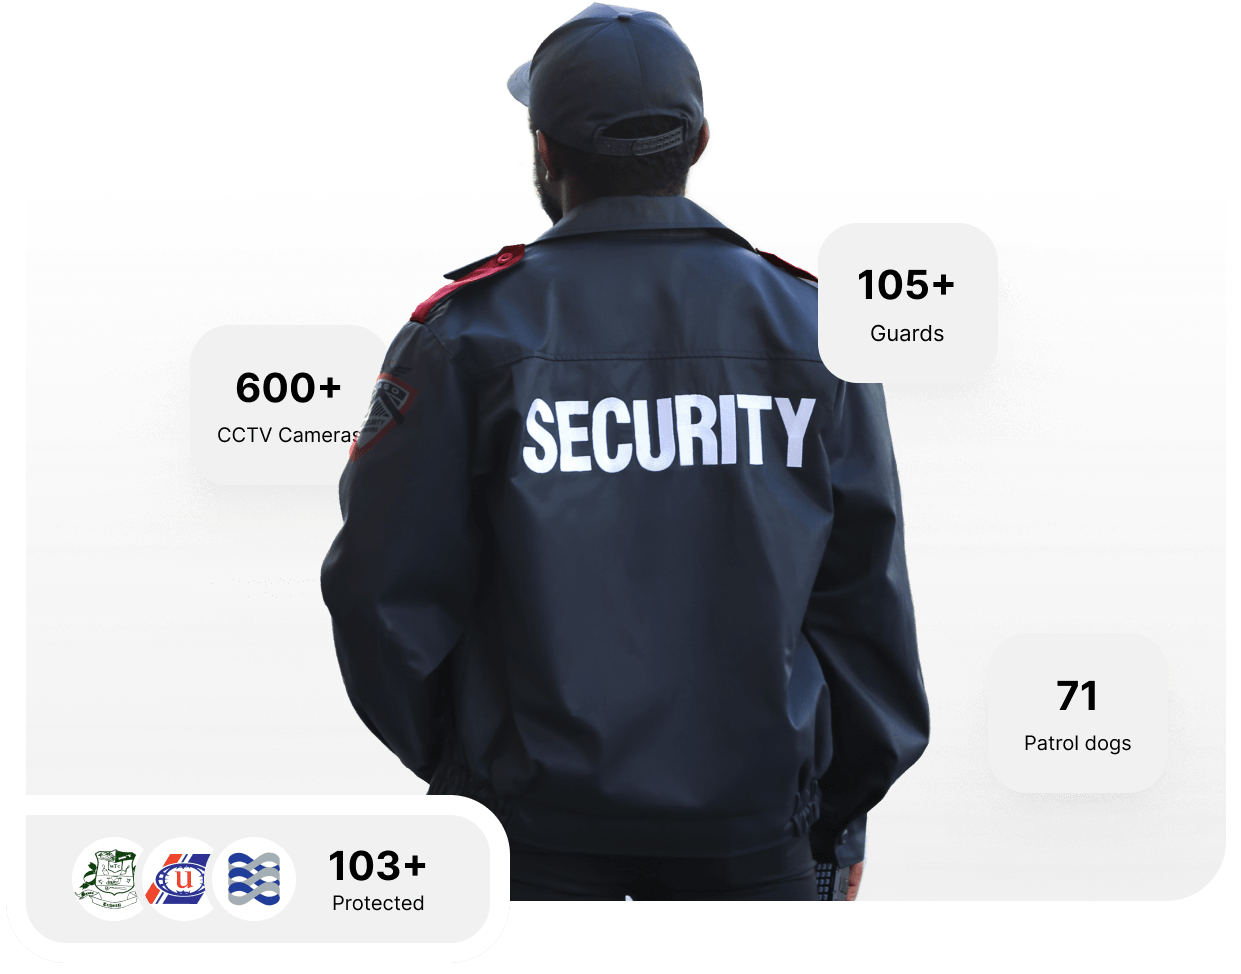 105+
Guards
600+
CCTV Cameras
SECURITY
71
Patrol dogs
u
103+
Protected